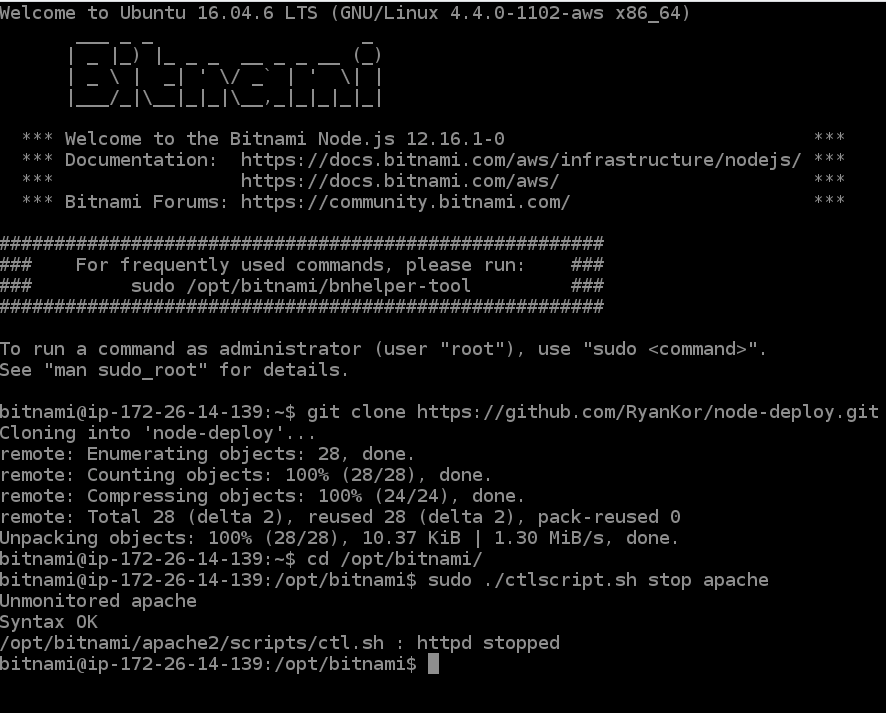 Welcome to Ubuntu 16.04.6 LTS (GNU/Linux 4.4.0-1102-aws x86_64)
Bitnami
*** Welcome to the Bitnami Node.js 12.16.1-0 ***
*** Documentation: https://docs.bitnami.com/aws/infrastructure/nodejs/ ***
*** https://docs.bitnami.com/aws/ ***
*** Bitnami Forums: https://community.bitnami.com/ ***
#######################################################
### For frequently used commands, please run: ###
### sudo /opt/bitnami/bnhelper-tool ###
#######################################################
To run a command as administrator (user "root"), use "sudo <command>".
See "man sudo_root" for details.
bitnami@ip-172-26-14-139:~$ git clone https://github.com/RyanKor/node-deploy.git
Cloning into 'node-deploy'...
remote: Enumerating objects: 28, done.
remote: Counting objects: 100% (28/28), done.
remote: Compressing objects: 100% (24/24), done.
remote: Total 28 (delta 2), reused 28 (delta 2), pack-reused 0
Unpacking objects: 100% (28/28), 10.37 KiB | 1.30 MiB/s, done.
bitnami@ip-172-26-14-139:~$ cd /opt/bitnami/
bitnami@ip-172-26-14-139:/opt/bitnami$ sudo ./ctlscript.sh stop apache
Unmonitored apache
Syntax OK
/opt/bitnami/apache2/scripts/ctl.sh : httpd stopped
bitnami@ip-172-26-14-139:/opt/bitnami$